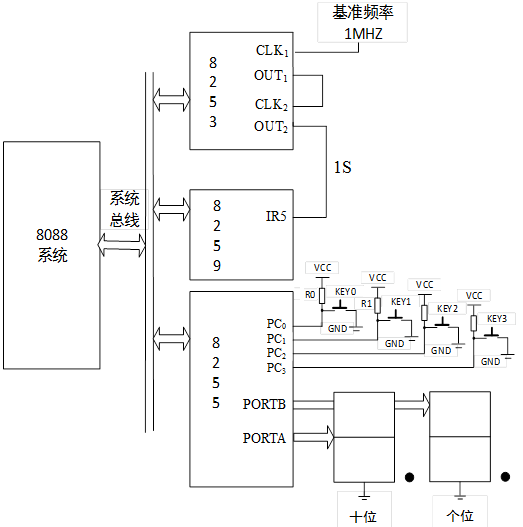 基准频率
1MHZ
CLK1
8
2
5
3
OUT1
CLK2
OUT2
1S
系统
总线
8088
系统
8
2
5
9
IR5
VCC
R0
KEY0
GND
VCC
R1
KEY1
GND
VCC
KEY2
GND
VCC
KEY3
GND
8
2
5
5
PC0
PC1
PC2
PC3
PORTB
PORTA
十位
个位